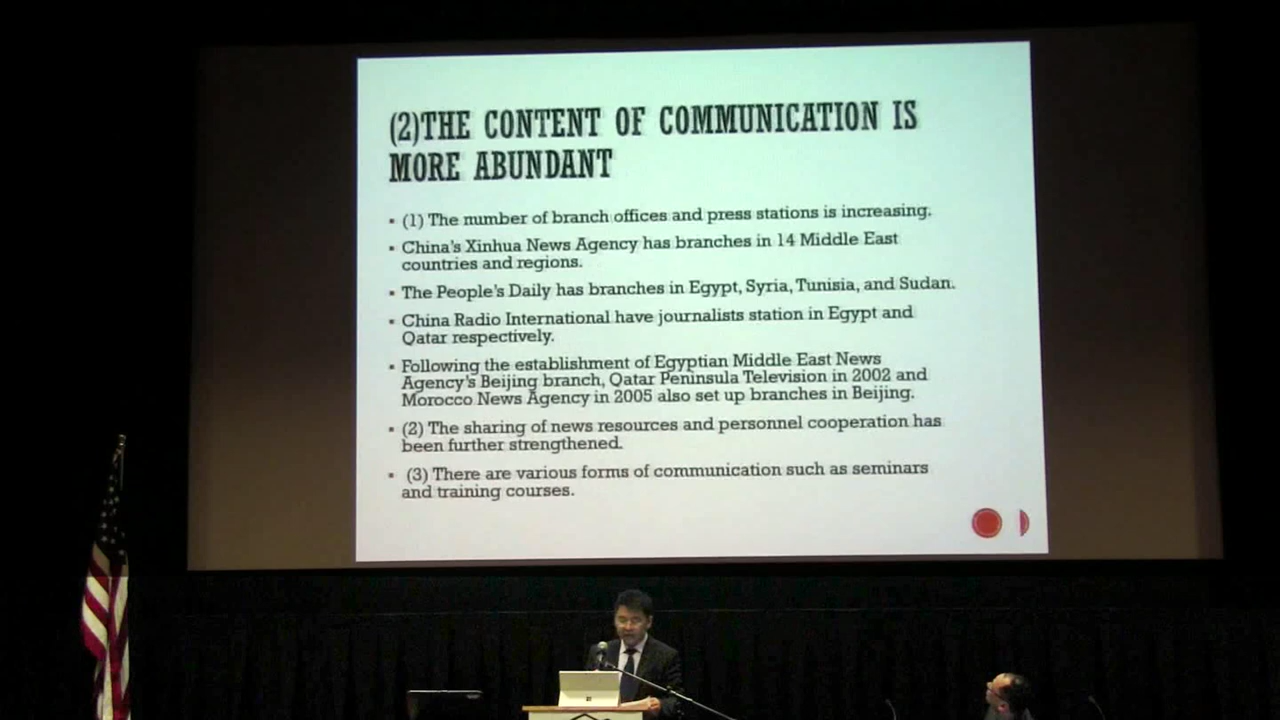 (2)THE CONTENT OF COMMUNICATION IS
MORE ABUNDANT
▪ (1) The number of branch offices and press stations is increasing.
▪ China's Xinhua News Agency has branches in 14 Middle East
countries and regions.
▪ The People's Daily has branches in Egypt, Syria, Tunisia, and Sudan.
▪ China Radio International have journalists station in Egypt and
Qatar respectively.
▪ Following the establishment of Egyptian Middle East News
Agency's Beijing branch, Qatar Peninsula Television in 2002 and
Morocco News Agency in 2005 also set up branches in Beijing.
▪ (2) The sharing of news resources and personnel cooperation has
been further strengthened.
▪ (3) There are various forms of communication such as seminars
and training courses.